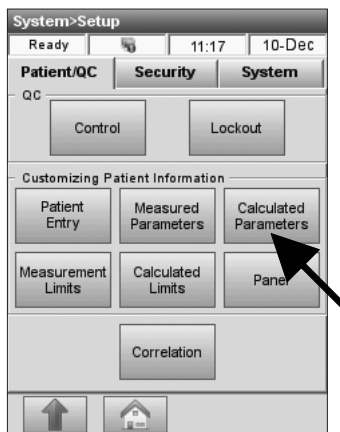 System>Setup
Ready 11:17 10-Dec
Patient/QC Security System
QC
Control Lockout
Customizing Patient Information
Patient Entry Measured Parameters Calculated Parameters
Measurement Limits Calculated Limits Panel
Correlation